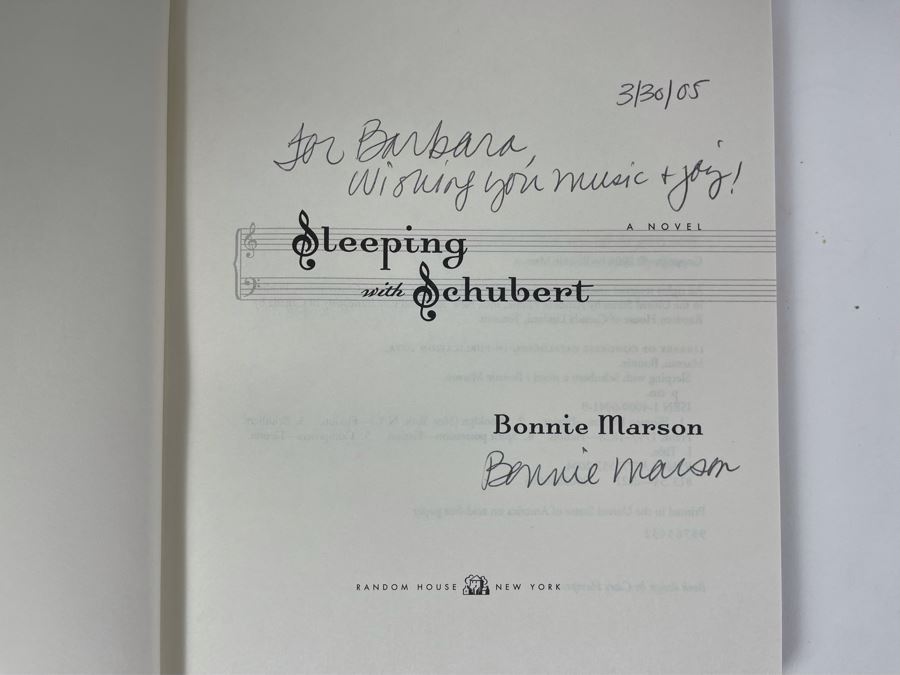 3/30/05
For Barbara,
Wishing you music + joy!
A NOVEL
Sleeping
with Schubert
Bonnie Marson
Bonnie Marson
RANDOM HOUSE NEW YORK